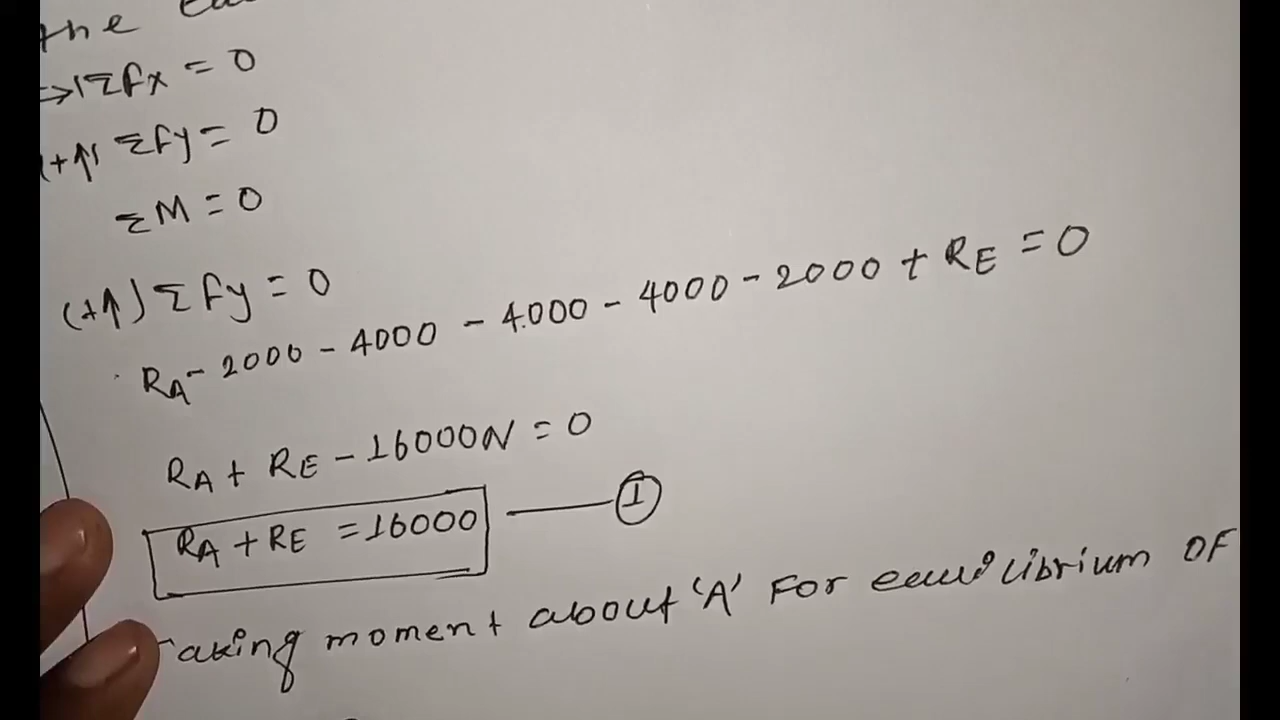 the
→) ΣFx = 0
(+↑) ΣFy = 0
ΣM = 0
(+↑) ΣFy = 0
RA - 2000 - 4000 - 4000 - 4000 - 2000 + RE = 0
RA + RE - 16000N = 0
RA + RE = 16000 —— ①
Taking moment about 'A' For equilibrium OF